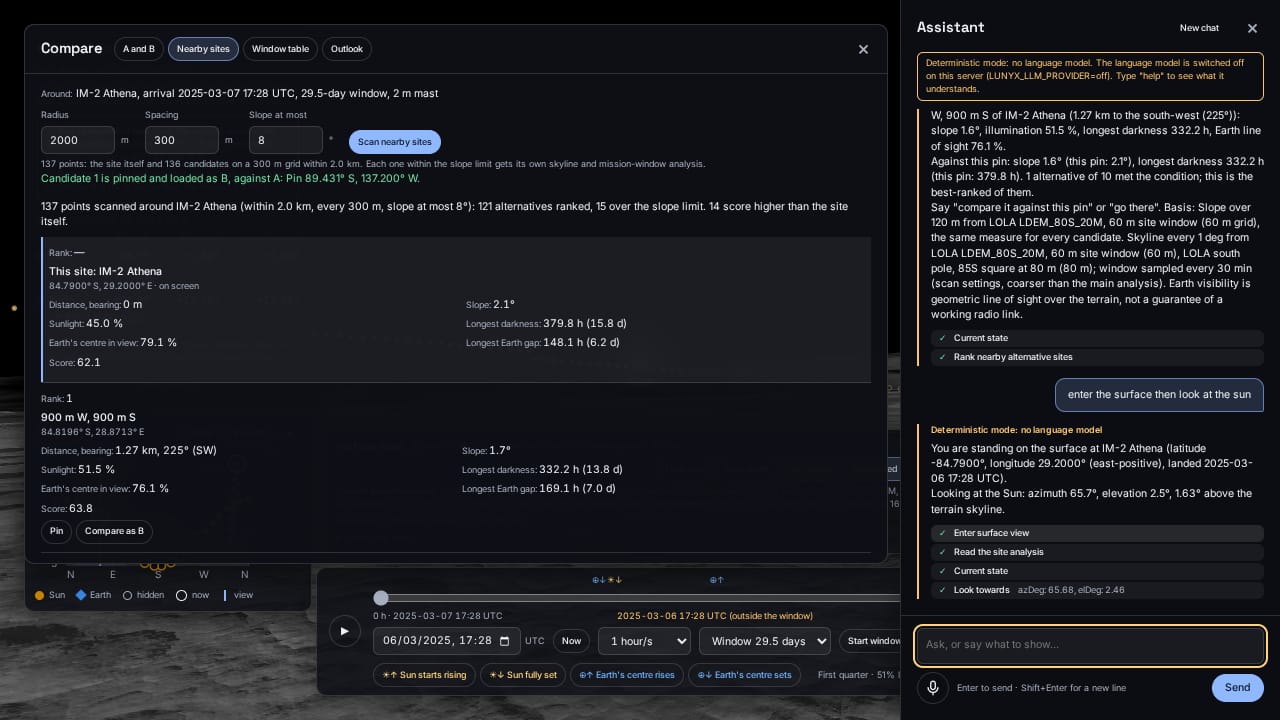 Compare
A and B
Nearby sites
Window table
Outlook
Around: IM-2 Athena, arrival 2025-03-07 17:28 UTC, 29.5-day window, 2 m mast
Radius
Spacing
Slope at most
2000 m
300 m
8 °
Scan nearby sites
137 points: the site itself and 136 candidates on a 300 m grid within 2.0 km. Each one within the slope limit gets its own skyline and mission-window analysis.
Candidate 1 is pinned and loaded as B, against A: Pin 89.431° S, 137.200° W.
137 points scanned around IM-2 Athena (within 2.0 km, every 300 m, slope at most 8°): 121 alternatives ranked, 15 over the slope limit. 14 score higher than the site
itself.
Rank: —
This site: IM-2 Athena
84.7900° S, 29.2000° E · on screen
Distance, bearing: 0 m
Slope: 2.1°
Sunlight: 45.0 %
Longest darkness: 379.8 h (15.8 d)
Earth's centre in view: 79.1 %
Longest Earth gap: 148.1 h (6.2 d)
Score: 62.1
Rank: 1
900 m W, 900 m S
84.8196° S, 28.8713° E
Distance, bearing: 1.27 km, 225° (SW)
Slope: 1.7°
Sunlight: 51.5 %
Longest darkness: 332.2 h (13.8 d)
Earth's centre in view: 76.1 %
Longest Earth gap: 169.1 h (7.0 d)
Score: 63.8
Pin
Compare as B
N E S W N
Sun
Earth
hidden
now
view
0 h · 2025-03-07 17:28 UTC
2025-03-06 17:28 UTC (outside the window)
06/03/2025, 17:28
UTC
Now
1 hour/s
Window 29.5 days
Start window
Sun starts rising
Sun fully set
Earth's centre rises
Earth's centre sets
First quarter · 51%
Assistant
New chat
Deterministic mode: no language model. The language model is switched off
on this server (LUNYX_LLM_PROVIDER=off). Type "help" to see what it
understands.
W, 900 m S of IM-2 Athena (1.27 km to the south-west (225°)):
slope 1.6°, illumination 51.5 %, longest darkness 332.2 h, Earth line
of sight 76.1 %.
Against this pin: slope 1.6° (this pin: 2.1°), longest darkness 332.2 h
(this pin: 379.8 h). 1 alternative of 10 met the condition; this is the
best-ranked of them.
Say "compare it against this pin" or "go there". Basis: Slope over
120 m from LOLA LDEM_80S_20M, 60 m site window (60 m grid),
the same measure for every candidate. Skyline every 1 deg from
LOLA LDEM_80S_20M, 60 m site window (60 m), LOLA south
pole, 85S square at 80 m (80 m); window sampled every 30 min
(scan settings, coarser than the main analysis). Earth visibility is
geometric line of sight over the terrain, not a guarantee of a
working radio link.
✓ Current state
✓ Rank nearby alternative sites
enter the surface then look at the sun
Deterministic mode: no language model
You are standing on the surface at IM-2 Athena (latitude
-84.7900°, longitude 29.2000° (east-positive), landed 2025-03-
06 17:28 UTC).
Looking at the Sun: azimuth 65.7°, elevation 2.5°, 1.63° above the
terrain skyline.
✓ Enter surface view
✓ Read the site analysis
✓ Current state
✓ Look towards azDeg: 65.68, elDeg: 2.46
Ask, or say what to show...
Enter to send · Shift+Enter for a new line
Send